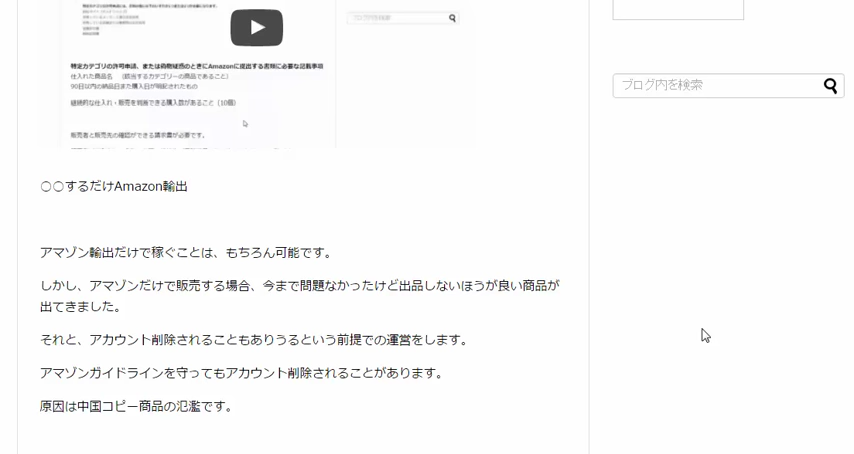 特定カテゴリの許可申請、または偽物疑惑のときにAmazonに提出する書類に必要な記載事項
仕入れた商品名 (該当するカテゴリーの商品であること)
90日以内の納品日また購入日が明記されたもの
継続的な仕入れ・販売を判断できる購入数があること(10個)
販売者と販売先の確認ができる請求書が必要です。
ブログ内を検索
ブログ内を検索
○○するだけAmazon輸出
アマゾン輸出だけで稼ぐことは、もちろん可能です。
しかし、アマゾンだけで販売する場合、今まで問題なかったけど出品しないほうが良い商品が
出てきました。
それと、アカウント削除されることもありうるという前提での運営をします。
アマゾンガイドラインを守ってもアカウント削除されることがあります。
原因は中国コピー商品の氾濫です。